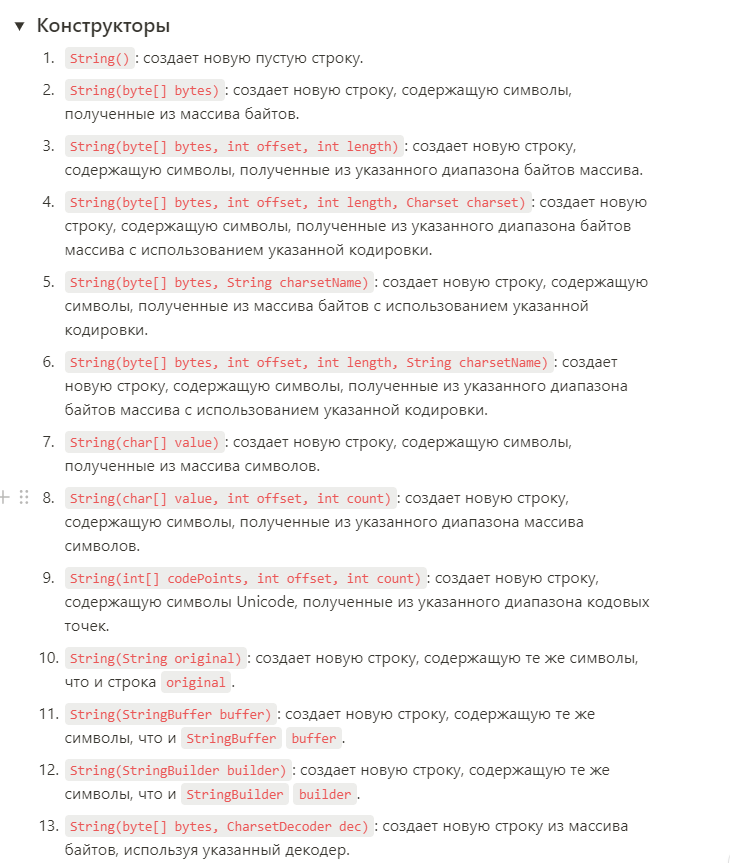 Конструкторы
1. String() : создает новую пустую строку.
2. String(byte[] bytes) : создает новую строку, содержащую символы,
полученные из массива байтов.
3. String(byte[] bytes, int offset, int length) : создает новую строку,
содержащую символы, полученные из указанного диапазона байтов массива.
4. String(byte[] bytes, int offset, int length, Charset charset) : создает новую
строку, содержащую символы, полученные из указанного диапазона байтов
массива с использованием указанной кодировки.
5. String(byte[] bytes, String charsetName) : создает новую строку, содержащую
символы, полученные из массива байтов с использованием указанной
кодировки.
6. String(byte[] bytes, int offset, int length, String charsetName) : создает
новую строку, содержащую символы, полученные из указанного диапазона
байтов массива с использованием указанной кодировки.
7. String(char[] value) : создает новую строку, содержащую символы,
полученные из массива символов.
8. String(char[] value, int offset, int count) : создает новую строку,
содержащую символы, полученные из указанного диапазона массива
символов.
9. String(int[] codePoints, int offset, int count) : создает новую строку,
содержащую символы Unicode, полученные из указанного диапазона кодовых
точек.
10. String(String original) : создает новую строку, содержащую те же символы,
что и строка original .
11. String(StringBuffer buffer) : создает новую строку, содержащую те же
символы, что и StringBuffer buffer .
12. String(StringBuilder builder) : создает новую строку, содержащую те же
символы, что и StringBuilder builder .
13. String(byte[] bytes, CharsetDecoder dec) : создает новую строку из массива
байтов, используя указанный декодер.